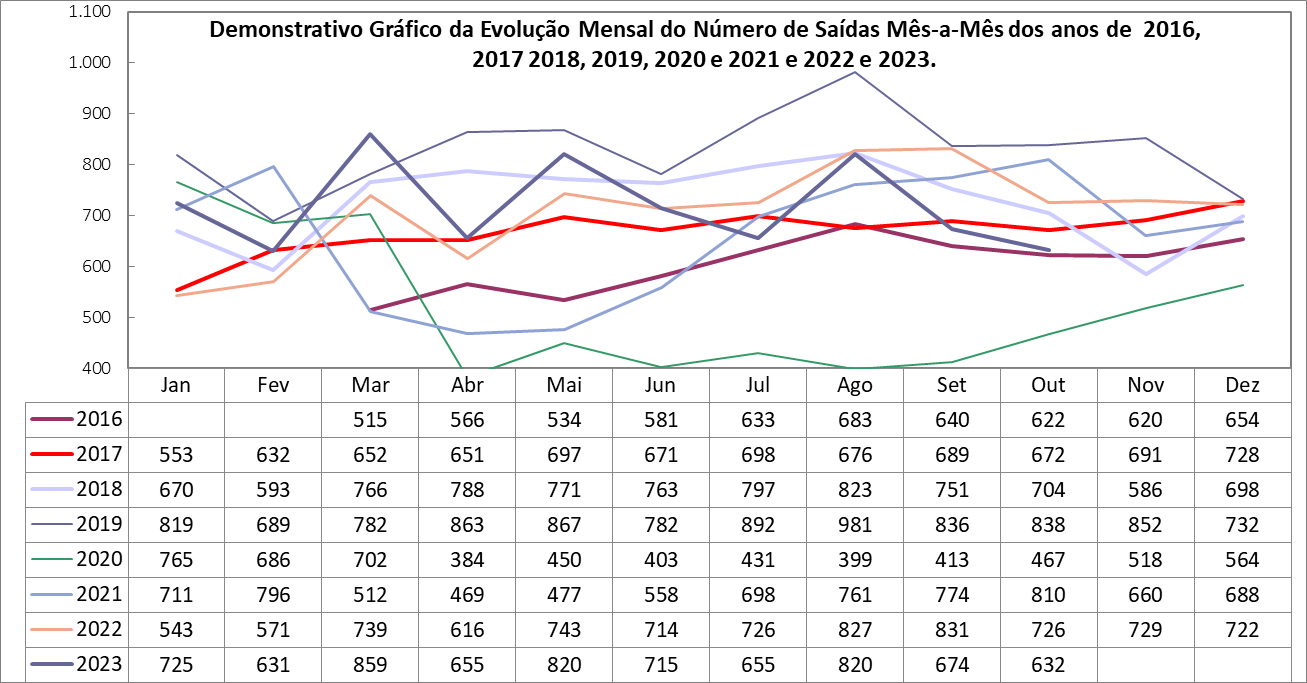 Demonstrativo Gráfico da Evolução Mensal do Número de Saídas Mês-a-Mês dos anos de 2016,
2017 2018, 2019, 2020 e 2021 e 2022 e 2023.
1.100
1.000
900
800
700
600
500
400
Jan Fev Mar Abr Mai Jun Jul Ago Set Out Nov Dez
2016 515 566 534 581 633 683 640 622 620 654
2017 553 632 652 651 697 671 698 676 689 672 691 728
2018 670 593 766 788 771 763 797 823 751 704 586 698
2019 819 689 782 863 867 782 892 981 836 838 852 732
2020 765 686 702 384 450 403 431 399 413 467 518 564
2021 711 796 512 469 477 558 698 761 774 810 660 688
2022 543 571 739 616 743 714 726 827 831 726 729 722
2023 725 631 859 655 820 715 655 820 674 632